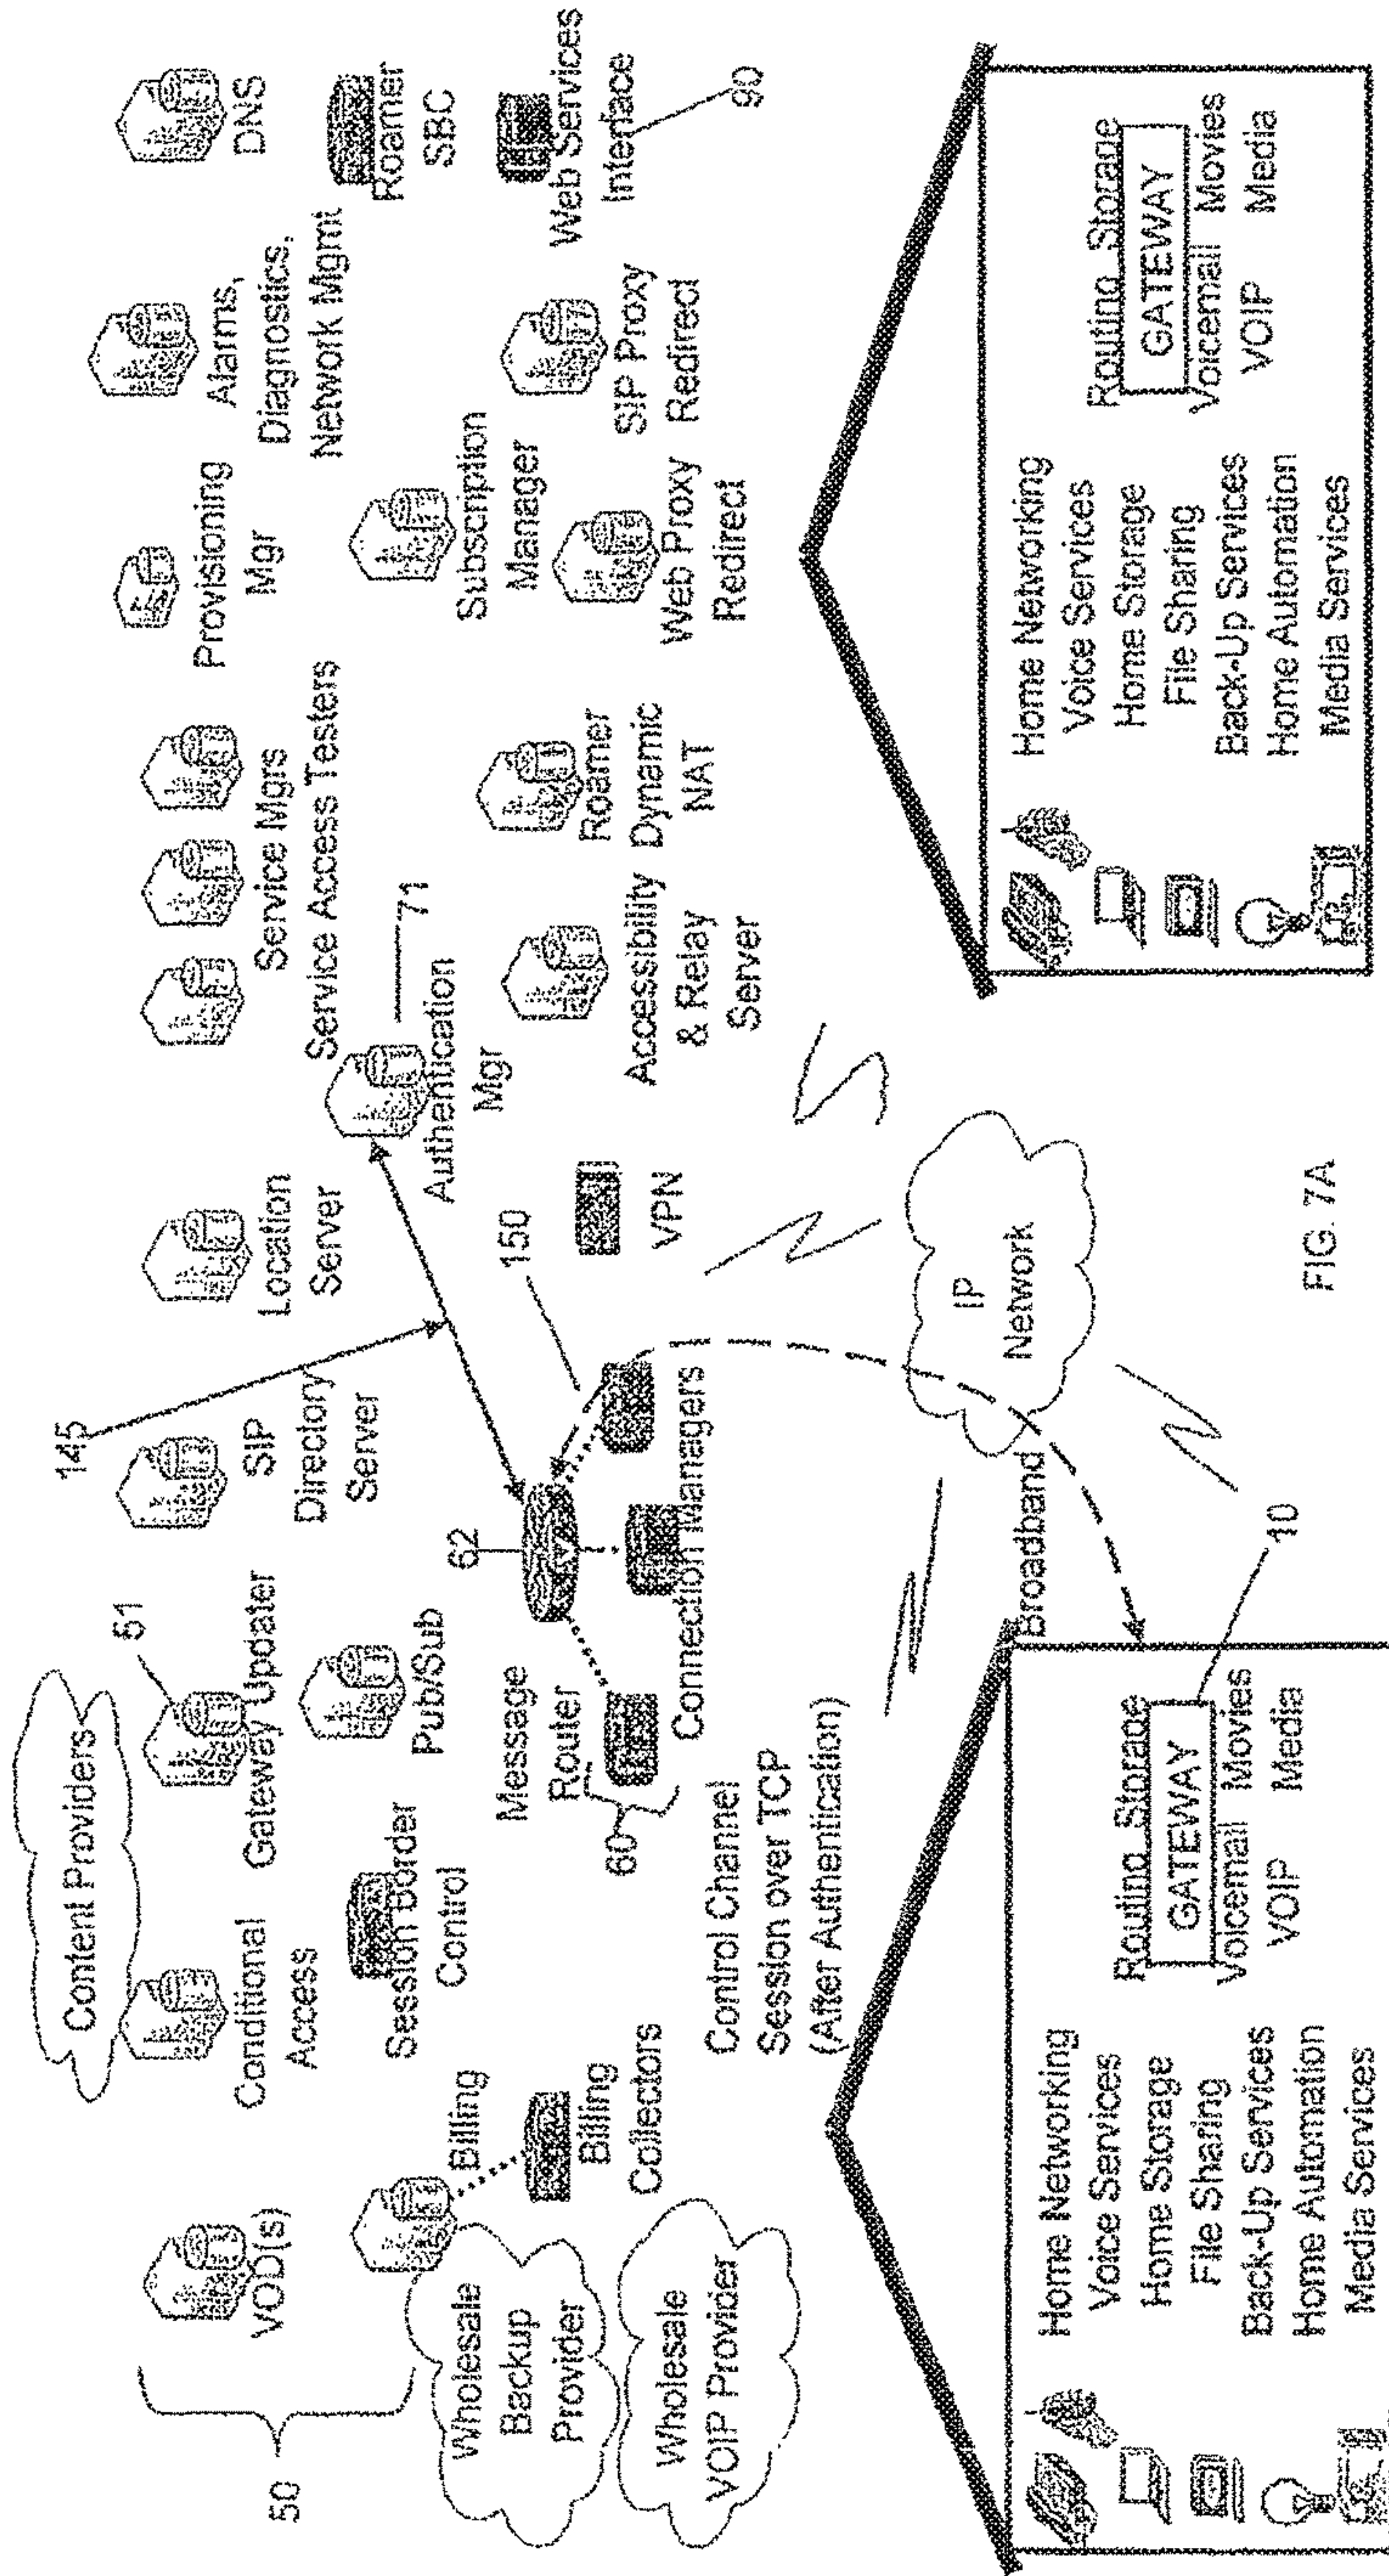 Content Providers
145
51
50
VOD(s)
Conditional
Access
Gateway Updater
SIP
Directory
Server
Location
Server
Service Mgrs
Service Access Testers
Provisioning
Mgr
Alarms,
Diagnostics,
Network Mgmt
DNS
Billing
Session Border
Control
Pub/Sub
62
Authentication
Mgr
71
Subscription
Manager
Roamer
SBC
Wholesale
Backup
Provider
Billing
Collectors
Message
Router
60
Connection Managers
150
VPN
Accessibility
& Relay
Server
Roamer
Dynamic
NAT
Web Proxy
Redirect
SIP Proxy
Redirect
Web Services
Interface
90
Wholesale
VOIP Provider
Control Channel
Session over TCP
(After Authentication)
IP
Network
Broadband
10
Home Networking
Voice Services
Home Storage
File Sharing
Back-Up Services
Home Automation
Media Services
Routing Storage
GATEWAY
Voicemail Movies
VOIP Media
Home Networking
Voice Services
Home Storage
File Sharing
Back-Up Services
Home Automation
Media Services
Routing Storage
GATEWAY
Voicemail Movies
VOIP Media
FIG. 7A